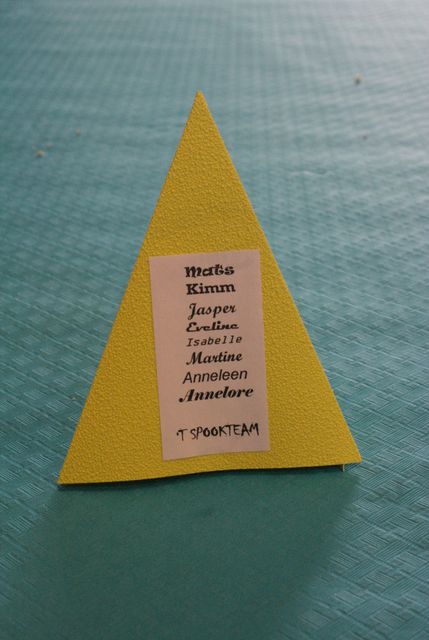 Mats
Kimm
Jasper
Eveline
Isabelle
Martine
Anneleen
Annelore
'T SPOOKTEAM